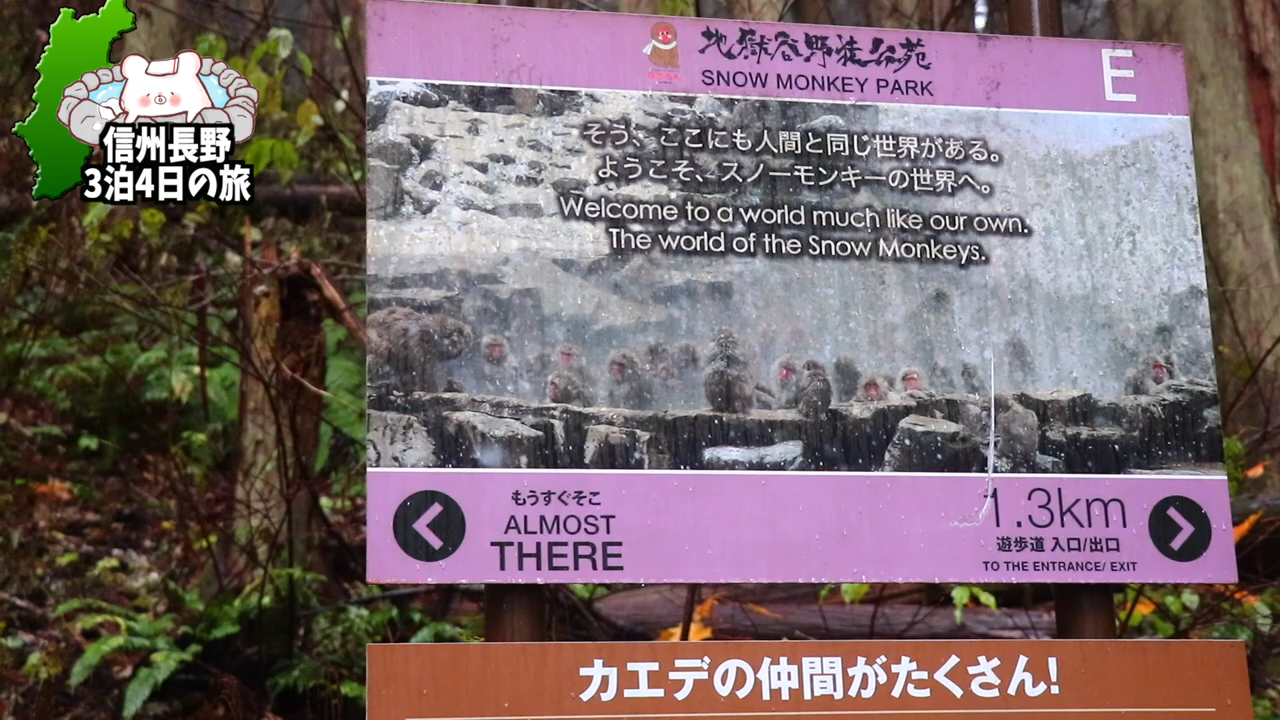 信州長野
3泊4日の旅
地獄谷野猿公苑
SNOW MONKEY PARK
E
そう、ここにも人間と同じ世界がある。
ようこそ、スノーモンキーの世界へ。
Welcome to a world much like our own.
The world of the Snow Monkeys.
もうすぐそこ
ALMOST
THERE
1.3km
遊歩道 入口/出口
TO THE ENTRANCE/ EXIT
カエデの仲間がたくさん!